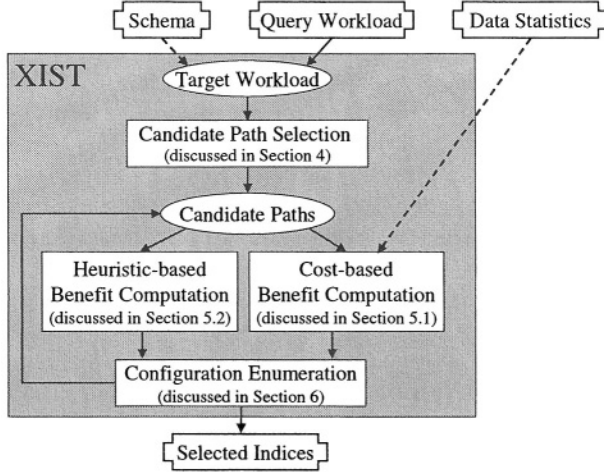 Schema
Query Workload
Data Statistics
XIST
Target Workload
Candidate Path Selection
(discussed in Section 4)
Candidate Paths
Heuristic-based
Benefit Computation
(discussed in Section 5.2)
Cost-based
Benefit Computation
(discussed in Section 5.1)
Configuration Enumeration
(discussed in Section 6)
Selected Indices